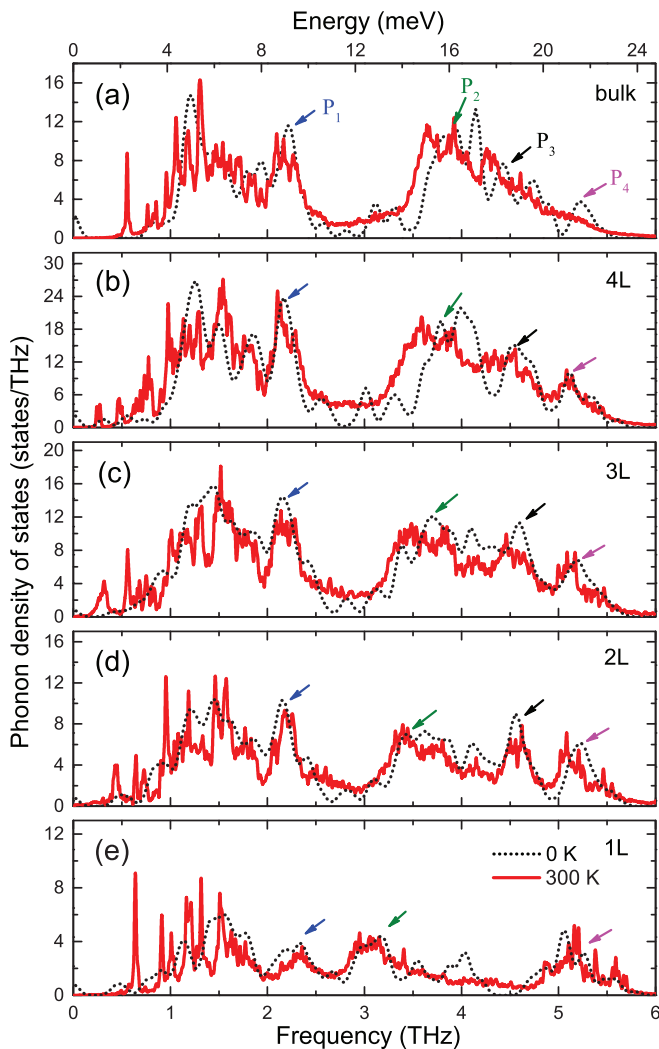 Energy (meV)
0 4 8 12 16 20 24
(a) bulk
P1 P2 P3 P4
16
12
8
4
0
(b) 4L
30
24
18
12
6
0
(c) 3L
20
16
12
8
4
0
(d) 2L
16
12
8
4
0
(e) 1L
0 K
300 K
12
8
4
0
Phonon density of states (states/THz)
0 1 2 3 4 5 6
Frequency (THz)